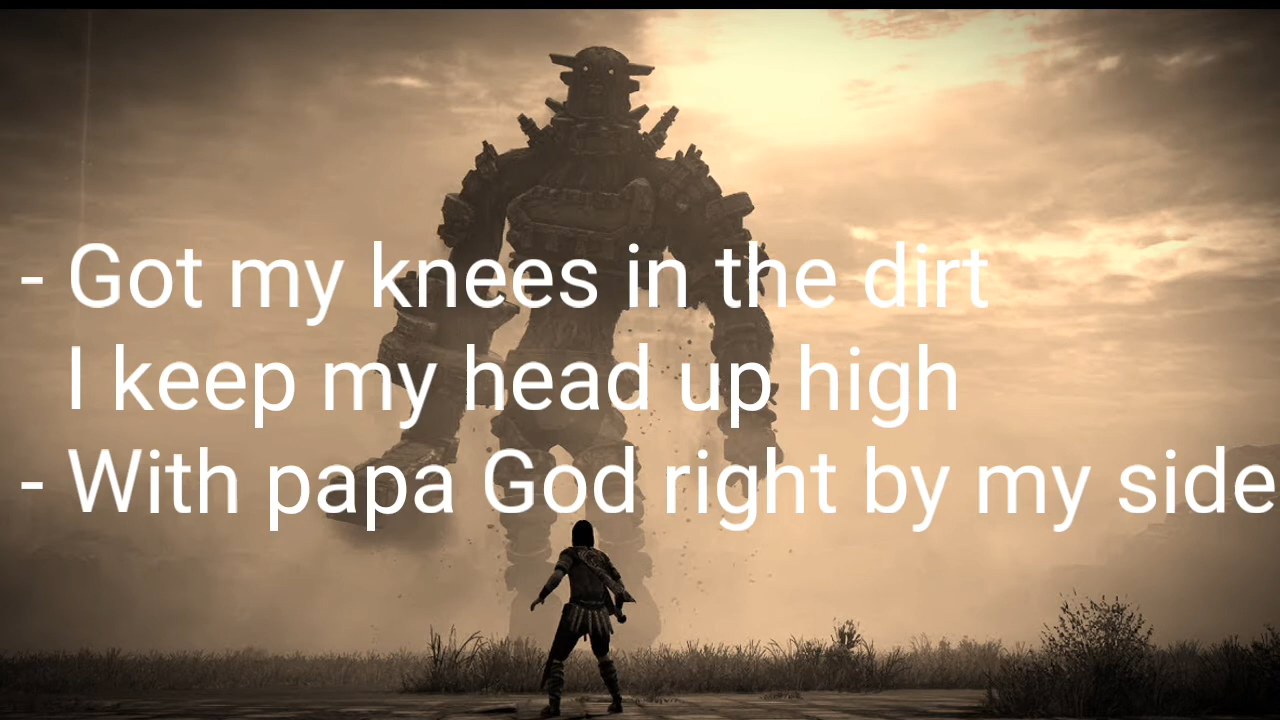 - Got my knees in the dirt
I keep my head up high
- With papa God right by my side